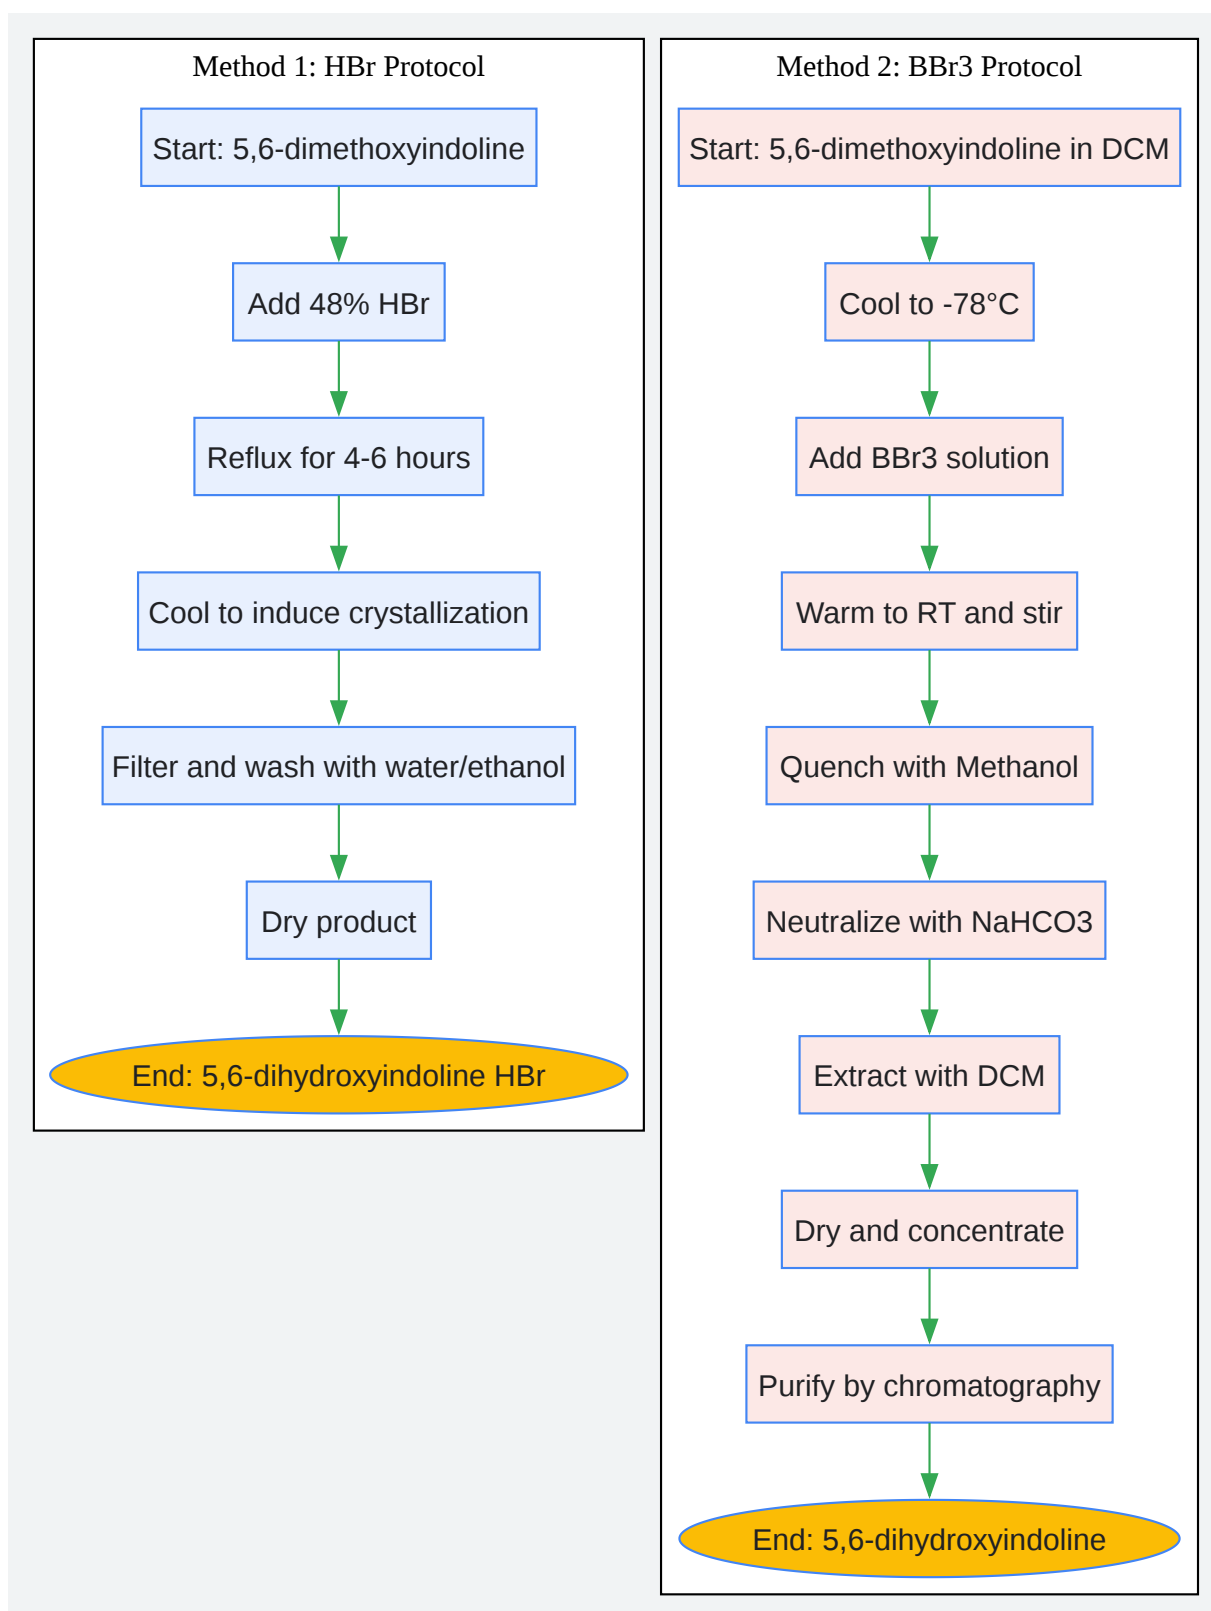 Method 1: HBr Protocol
Start: 5,6-dimethoxyindoline
Add 48% HBr
Reflux for 4-6 hours
Cool to induce crystallization
Filter and wash with water/ethanol
Dry product
End: 5,6-dihydroxyindoline HBr
Method 2: BBr3 Protocol
Start: 5,6-dimethoxyindoline in DCM
Cool to -78°C
Add BBr3 solution
Warm to RT and stir
Quench with Methanol
Neutralize with NaHCO3
Extract with DCM
Dry and concentrate
Purify by chromatography
End: 5,6-dihydroxyindoline